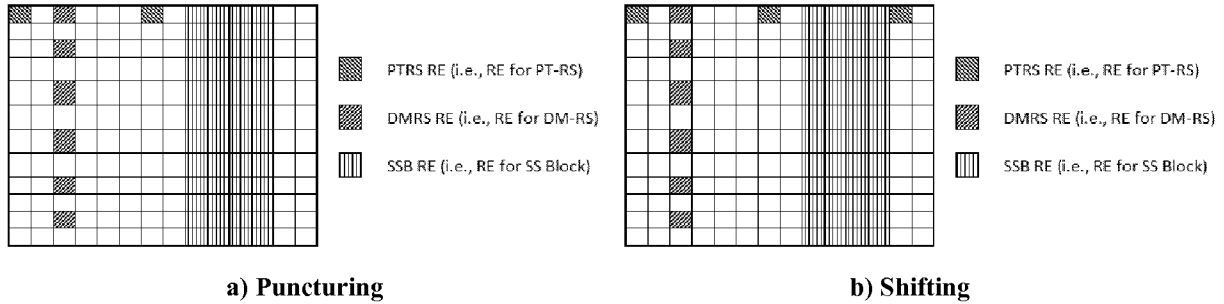 PTRS RE (i.e., RE for PT-RS)
DMRS RE (i.e., RE for DM-RS)
SSB RE (i.e., RE for SS Block)
a) Puncturing
PTRS RE (i.e., RE for PT-RS)
DMRS RE (i.e., RE for DM-RS)
SSB RE (i.e., RE for SS Block)
b) Shifting